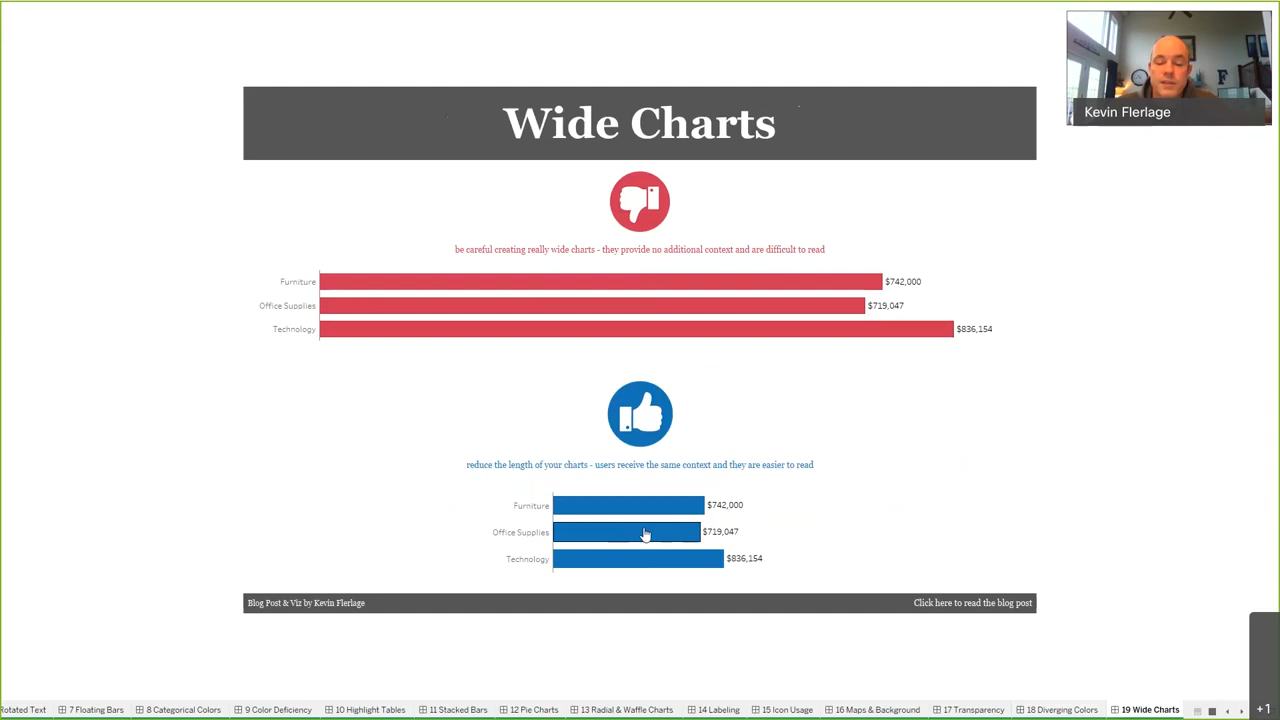 Kevin Flerlage
Wide Charts
be careful creating really wide charts - they provide no additional context and are difficult to read
Furniture $742,000
Office Supplies $719,047
Technology $836,154
reduce the length of your charts - users receive the same context and they are easier to read
Furniture $742,000
Office Supplies $719,047
Technology $836,154
Blog Post & Viz by Kevin Flerlage Click here to read the blog post
Rotated Text 7 Floating Bars 8 Categorical Colors 9 Color Deficiency 10 Highlight Tables 11 Stacked Bars 12 Pie Charts 13 Radial & Waffle Charts 14 Labeling 15 Icon Usage 16 Maps & Background 17 Transparency 18 Diverging Colors 19 Wide Charts +1